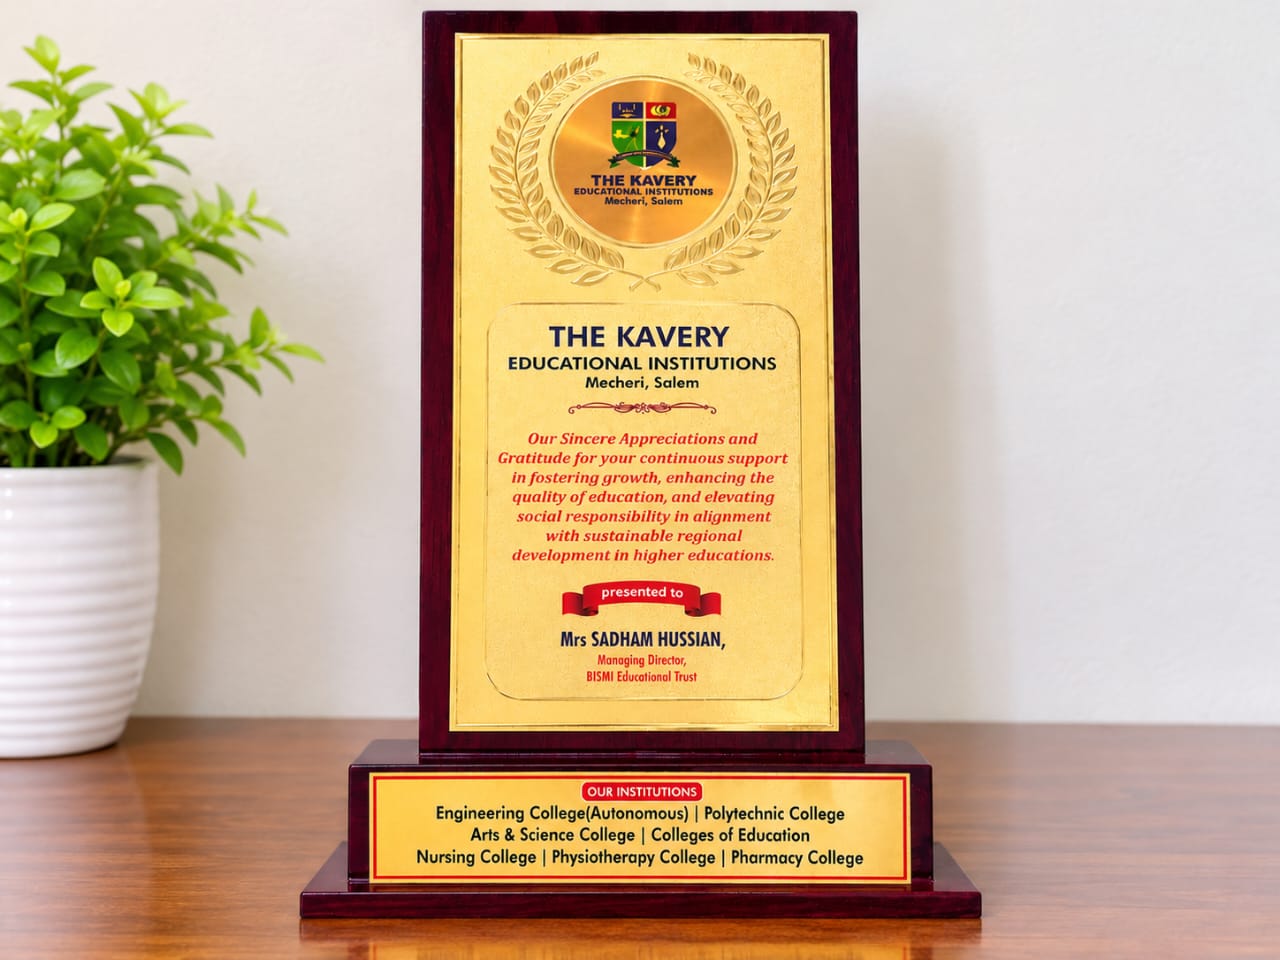 THE KAVERY
EDUCATIONAL INSTITUTIONS
Mecheri, Salem
THE KAVERY
EDUCATIONAL INSTITUTIONS
Mecheri, Salem
Our Sincere Appreciations and
Gratitude for your continuous support
in fostering growth, enhancing the
quality of education, and elevating
social responsibility in alignment
with sustainable regional
development in higher educations.
presented to
Mrs SADHAM HUSSIAN,
Managing Director,
BISMI Educational Trust
OUR INSTITUTIONS
Engineering College(Autonomous) | Polytechnic College
Arts & Science College | Colleges of Education
Nursing College | Physiotherapy College | Pharmacy College